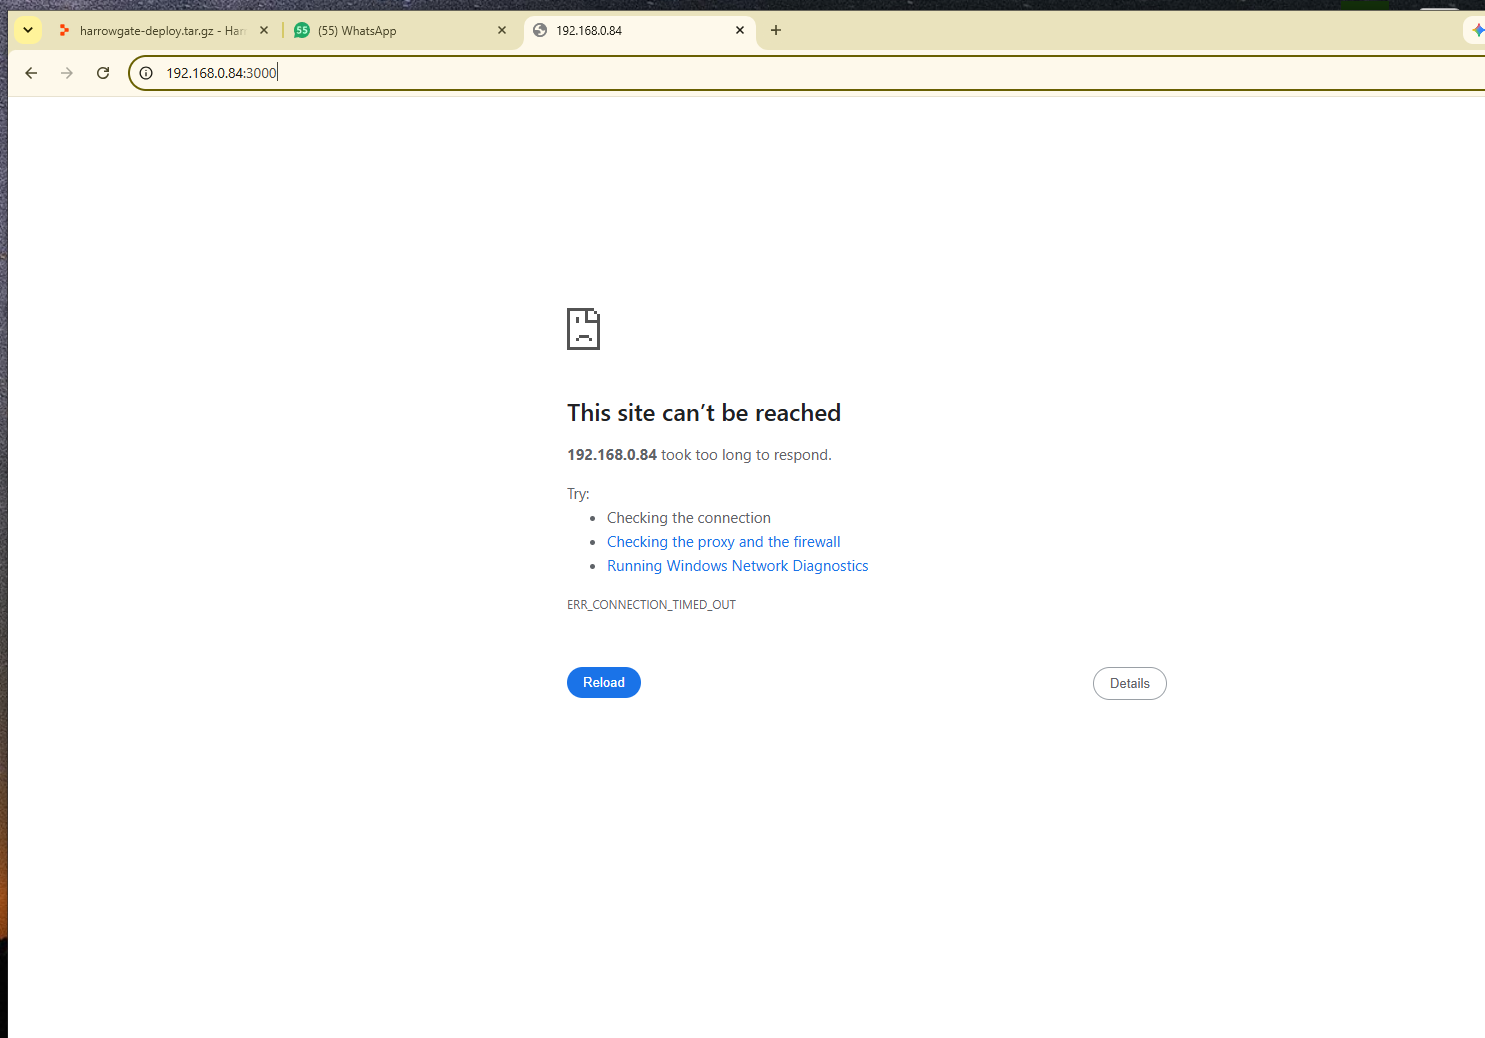 harrowgate-deploy.tar.gz - Harr
55
(55) WhatsApp
192.168.0.84
192.168.0.84:3000
This site can’t be reached
192.168.0.84 took too long to respond.
Try:
Checking the connection
Checking the proxy and the firewall
Running Windows Network Diagnostics
ERR_CONNECTION_TIMED_OUT
Reload
Details